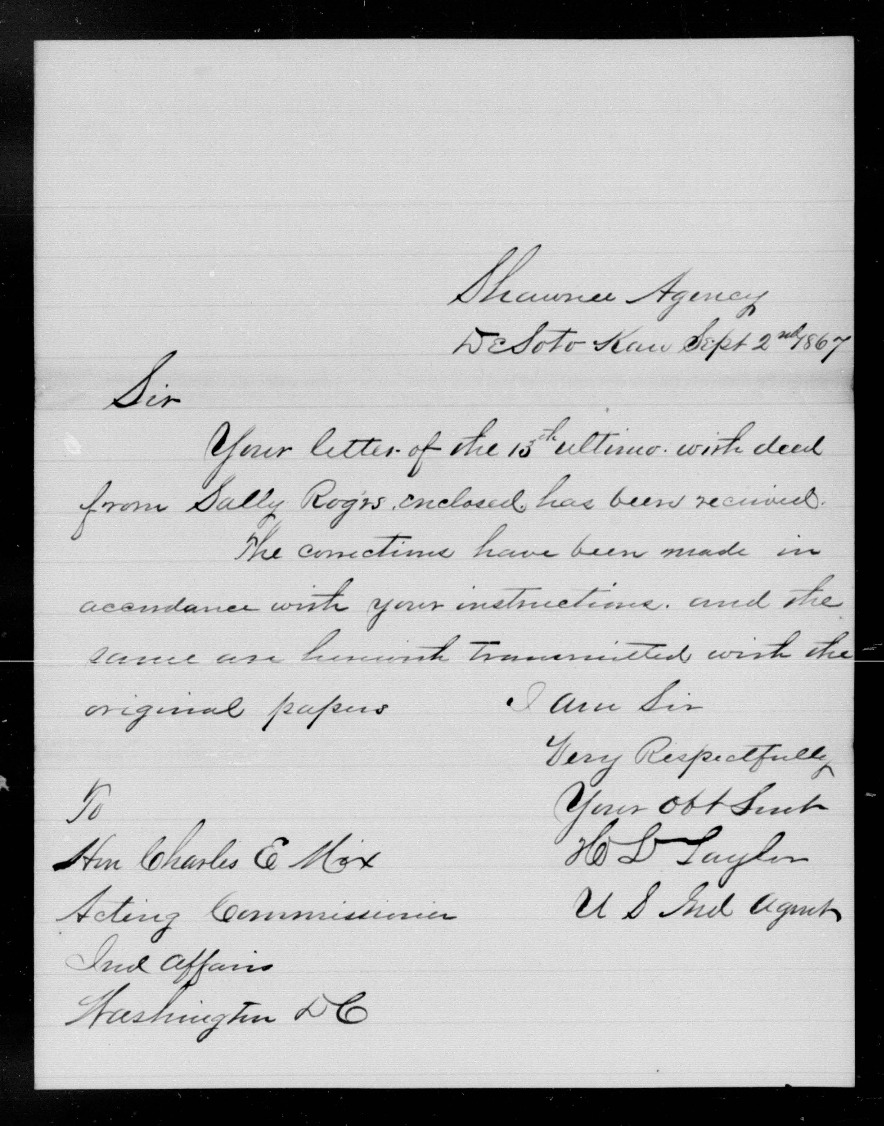 Shawnee Agency
DeSoto Kan Sept 2nd 1867
Sir
Your letter of the 13th ultimo. with deed
from Sally Rogrs. enclosed, has been received.
The corrections have been made in
accordance with your instructions. and the
same are herewith transmitted with the
original papers I am Sir
Very Respectfully
Your Obt Servt
H L Taylor
U S Ind Agent
To
Hon Charles E Mix
Acting Commissioner
Ind Affairs
Washington D C